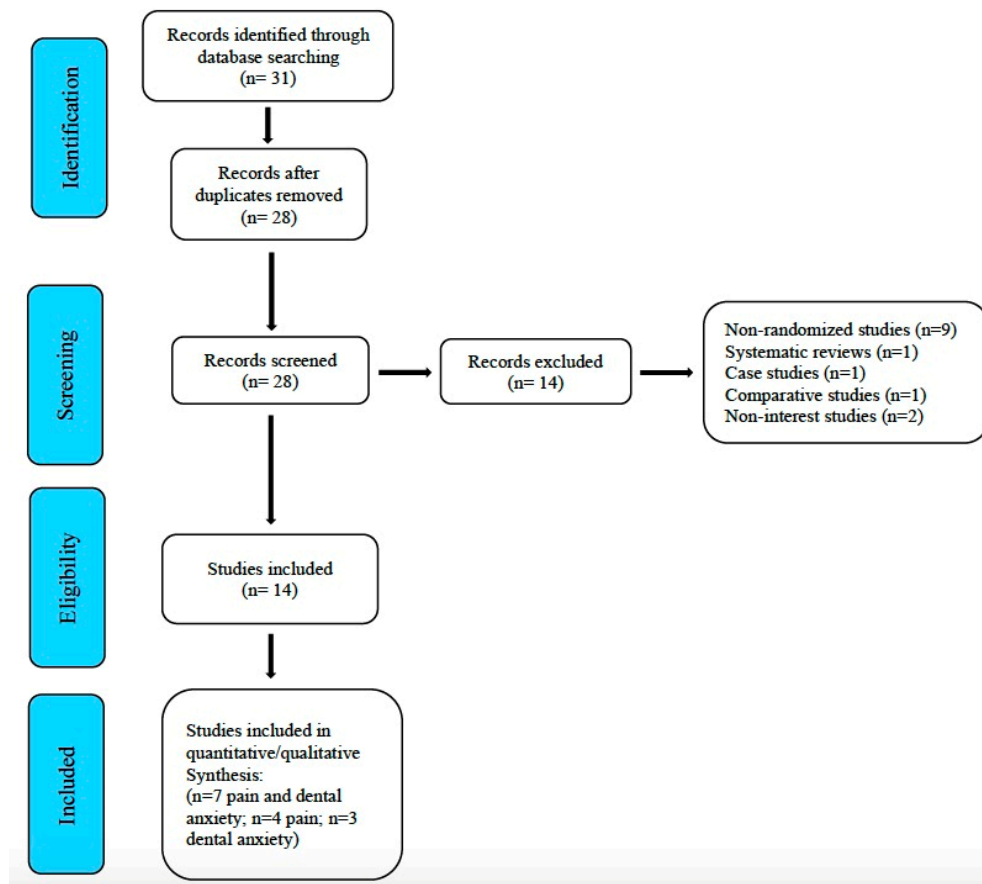 Identification
Records identified through
database searching
(n= 31)
Records after
duplicates removed
(n= 28)
Screening
Records screened
(n= 28)
Records excluded
(n= 14)
Non-randomized studies (n=9)
Systematic reviews (n=1)
Case studies (n=1)
Comparative studies (n=1)
Non-interest studies (n=2)
Eligibility
Studies included
(n= 14)
Included
Studies included in
quantitative/qualitative
Synthesis:
(n=7 pain and dental
anxiety; n=4 pain; n=3
dental anxiety)